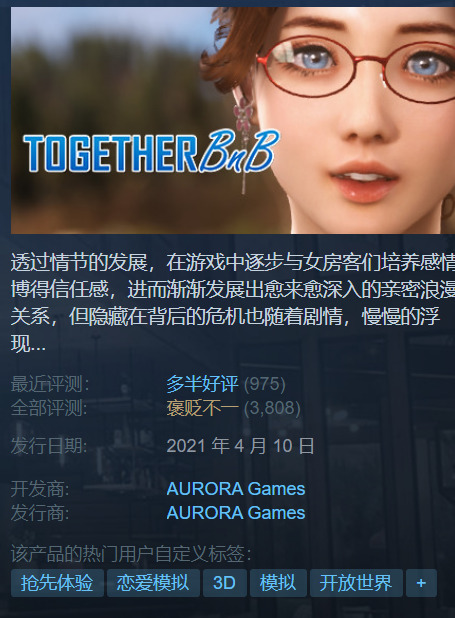 TOGETHER BnB
透过情节的发展，在游戏中逐步与女房客们培养感情
博得信任感，进而渐渐发展出愈来愈深入的亲密浪漫
关系，但隐藏在背后的危机也随着剧情，慢慢的浮
现...
最近评测： 多半好评 (975)
全部评测： 褒贬不一 (3,808)
发行日期： 2021 年 4 月 10 日
开发商: AURORA Games
发行商: AURORA Games
该产品的热门用户自定义标签：
抢先体验 恋爱模拟 3D 模拟 开放世界 +